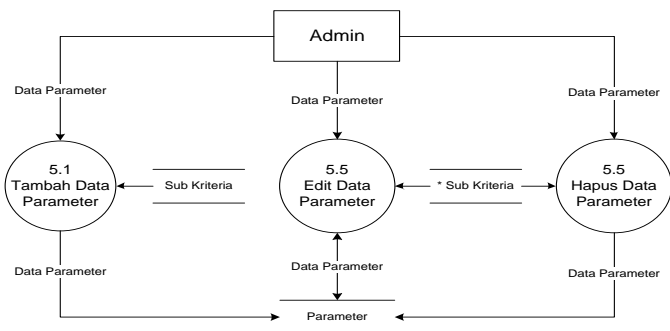 Admin
Data Parameter
Data Parameter
Data Parameter
5.1
Tambah Data
Parameter
Sub Kriteria
5.5
Edit Data
Parameter
* Sub Kriteria
5.5
Hapus Data
Parameter
Data Parameter
Data Parameter
Data Parameter
Parameter